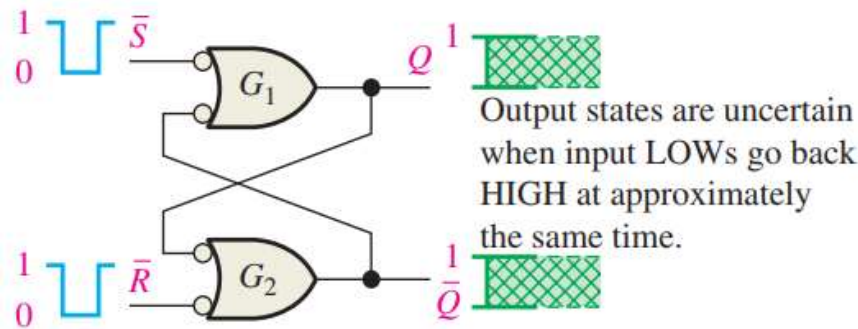 1
0
S̅
G1
Q
1
Output states are uncertain
when input LOWs go back
HIGH at approximately
the same time.
1
0
R̅
G2
1
Q̅